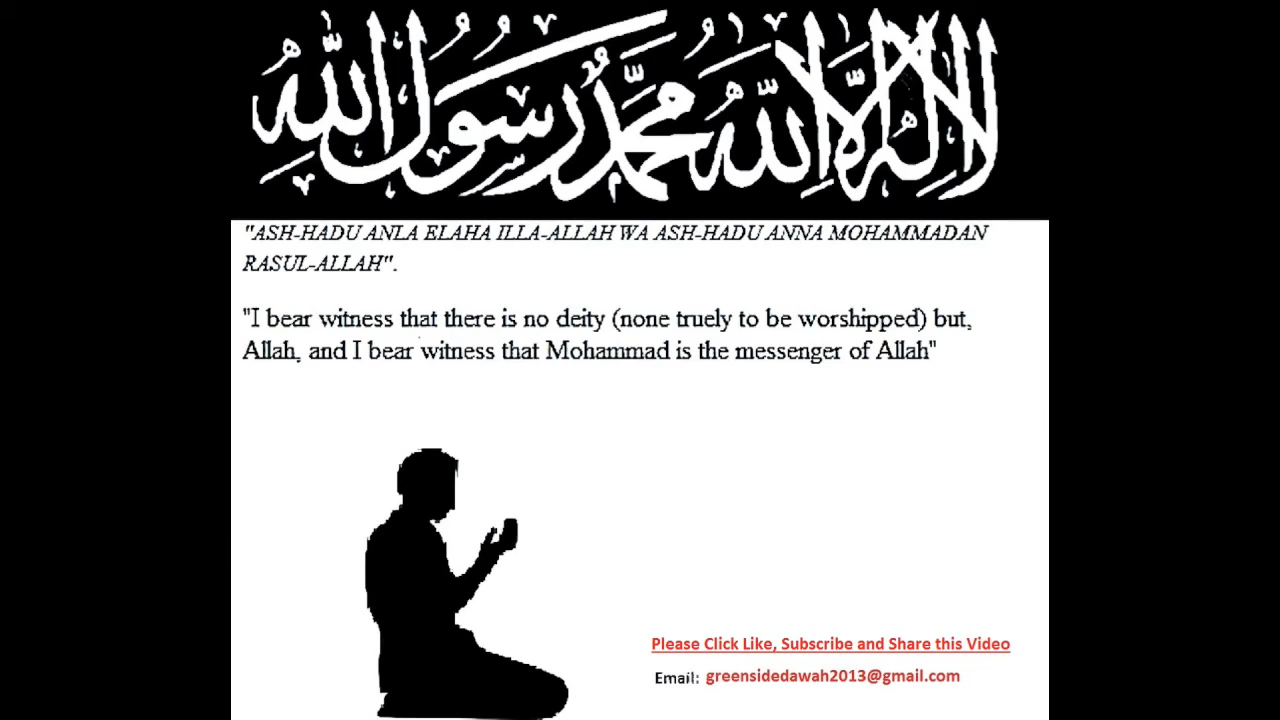 لا إله إلا الله محمد رسول الله
"ASH-HADU ANLA ELAHA ILLA-ALLAH WA ASH-HADU ANNA MOHAMMADAN
RASUL-ALLAH".
"I bear witness that there is no deity (none truely to be worshipped) but,
Allah, and I bear witness that Mohammad is the messenger of Allah"
Please Click Like, Subscribe and Share this Video
Email: greensidedawah2013@gmail.com